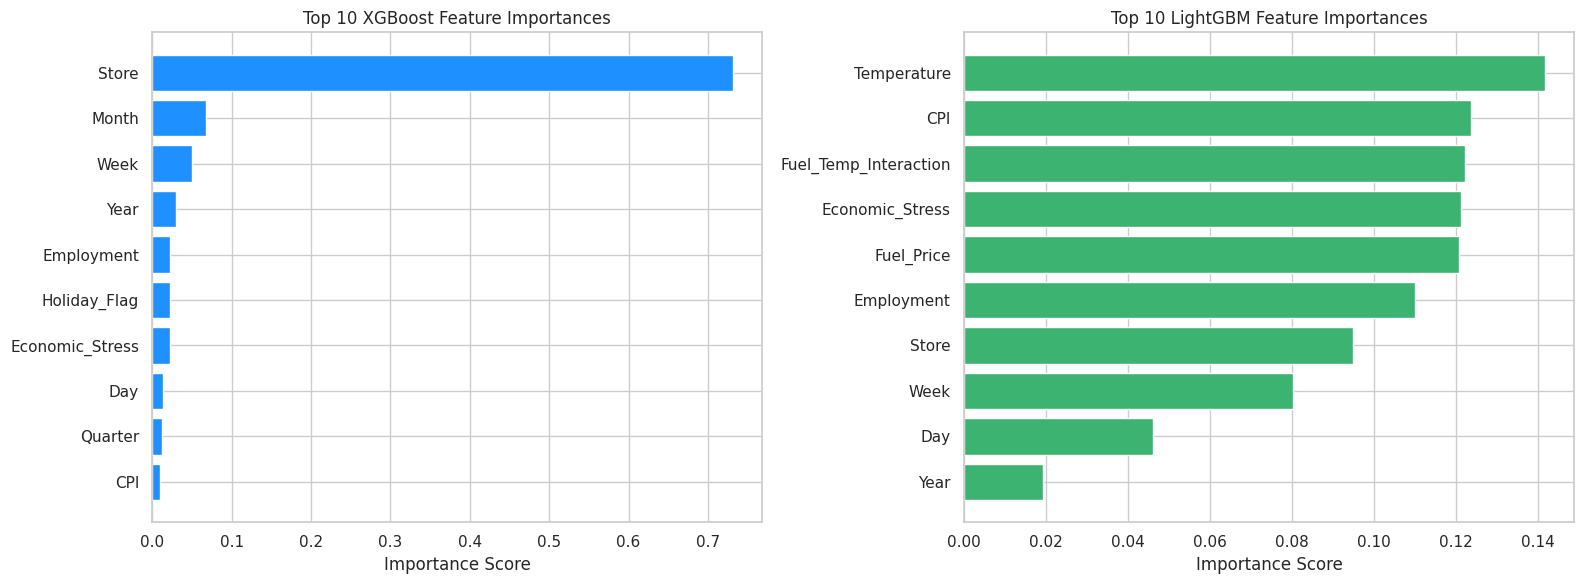 Top 10 XGBoost Feature Importances
Store
Month
Week
Year
Employment
Holiday_Flag
Economic_Stress
Day
Quarter
CPI
0.0 0.1 0.2 0.3 0.4 0.5 0.6 0.7
Importance Score
Top 10 LightGBM Feature Importances
Temperature
CPI
Fuel_Temp_Interaction
Economic_Stress
Fuel_Price
Employment
Store
Week
Day
Year
0.00 0.02 0.04 0.06 0.08 0.10 0.12 0.14
Importance Score